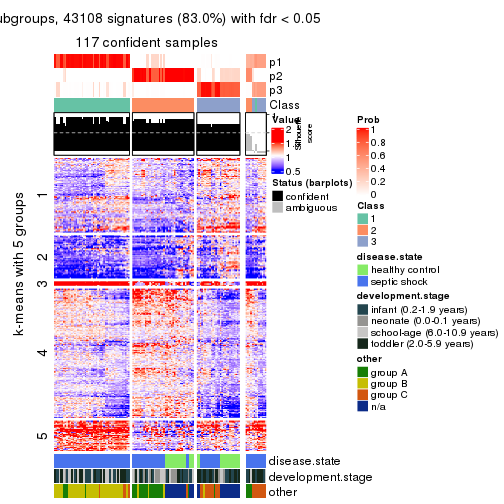 ubgroups, 43108 signatures (83.0%) with fdr < 0.05
117 confident samples
p1
p2
p3
Class
Silhouette
score
1
2
3
4
5
k-means with 5 groups
disease.state
development.stage
other
Value
2
1.5
1
0.5
Status (barplots)
confident
ambiguous
Prob
1
0.8
0.6
0.4
0.2
0
Class
1
2
3
disease.state
healthy control
septic shock
development.stage
infant (0.2-1.9 years)
neonate (0.0-0.1 years)
school-age (6.0-10.9 years)
toddler (2.0-5.9 years)
other
group A
group B
group C
n/a